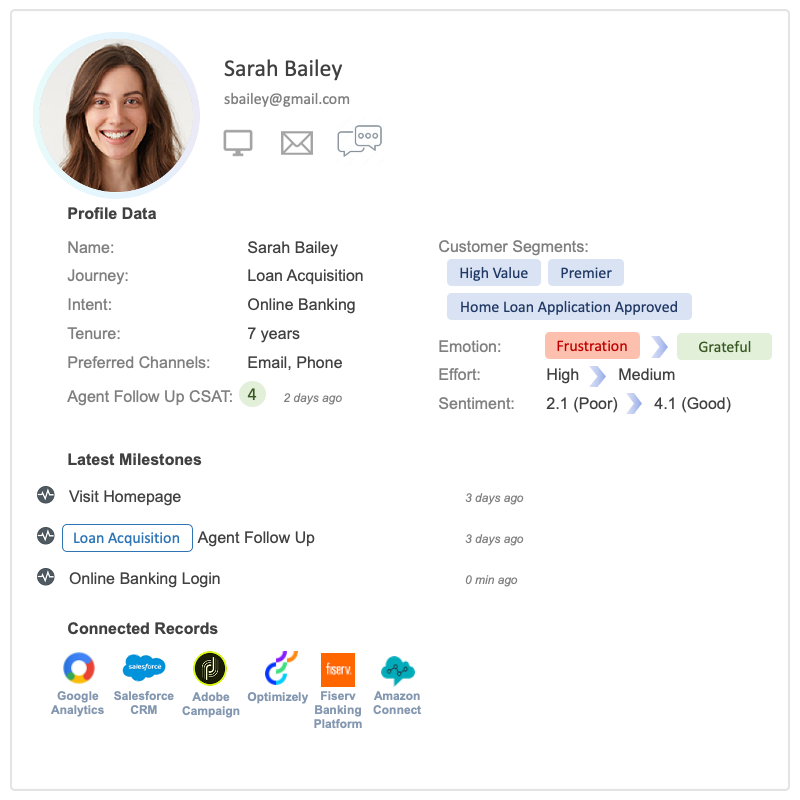 Sarah Bailey
sbailey@gmail.com
Profile Data
Name: Sarah Bailey
Journey: Loan Acquisition
Intent: Online Banking
Tenure: 7 years
Preferred Channels: Email, Phone
Agent Follow Up CSAT: 4 2 days ago
Customer Segments:
High Value Premier
Home Loan Application Approved
Emotion: Frustration Grateful
Effort: High Medium
Sentiment: 2.1 (Poor) 4.1 (Good)
Latest Milestones
Visit Homepage 3 days ago
Loan Acquisition Agent Follow Up 3 days ago
Online Banking Login 0 min ago
Connected Records
Google
Analytics
salesforce
Salesforce
CRM
Adobe
Campaign
Optimizely
fiserv.
Fiserv
Banking
Platform
Amazon
Connect